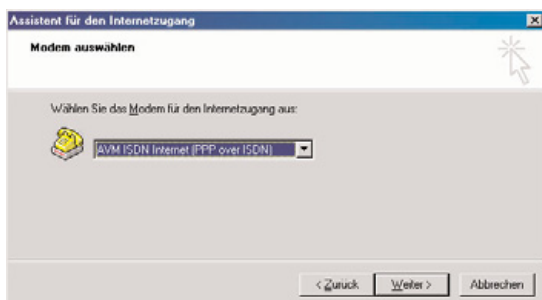 Assistent für den Internetzugang
Modem auswählen
Wählen Sie das Modem für den Internetzugang aus:
AVM ISDN Internet (PPP over ISDN)
< Zurück Weiter > Abbrechen